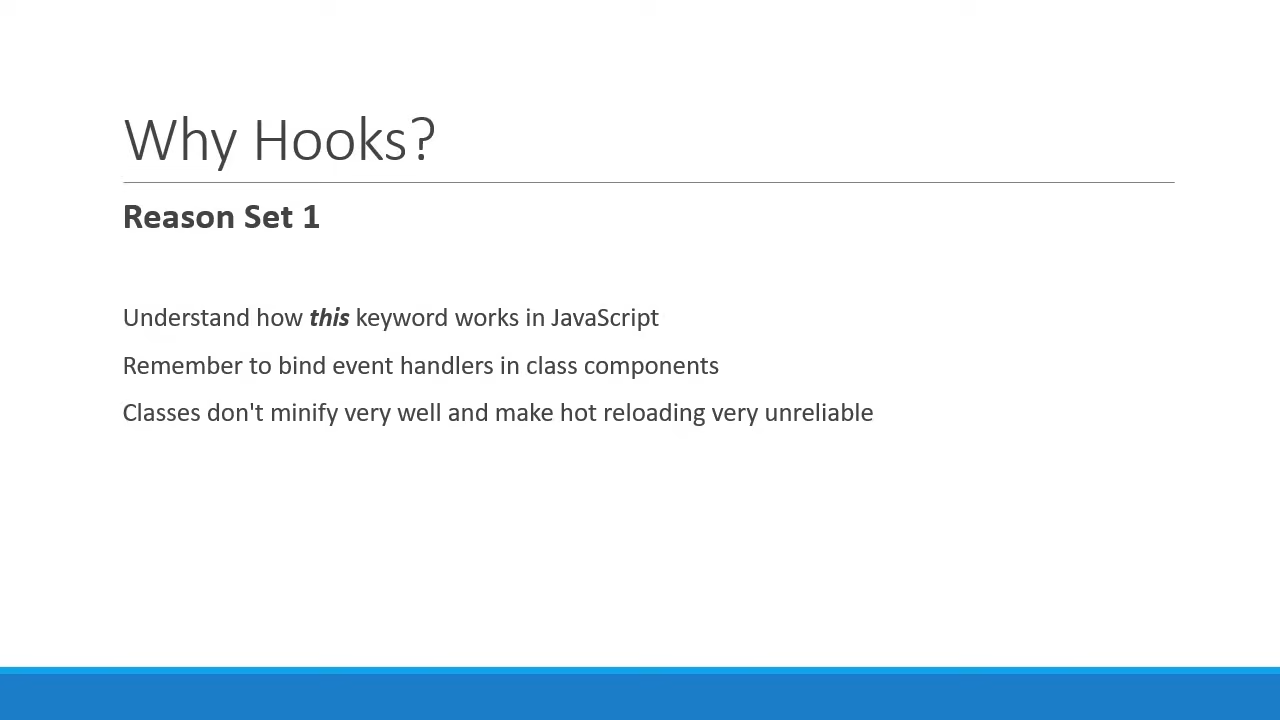 Why Hooks?
Reason Set 1
Understand how this keyword works in JavaScript
Remember to bind event handlers in class components
Classes don't minify very well and make hot reloading very unreliable